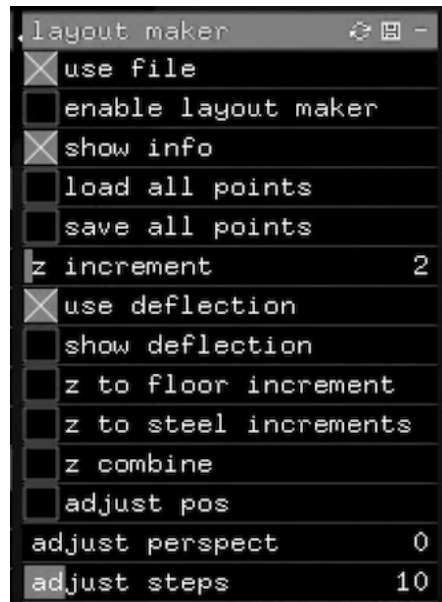 layout maker
use file
enable layout maker
show info
load all points
save all points
z increment 2
use deflection
show deflection
z to floor increment
z to steel increments
z combine
adjust pos
adjust perspect 0
adjust steps 10